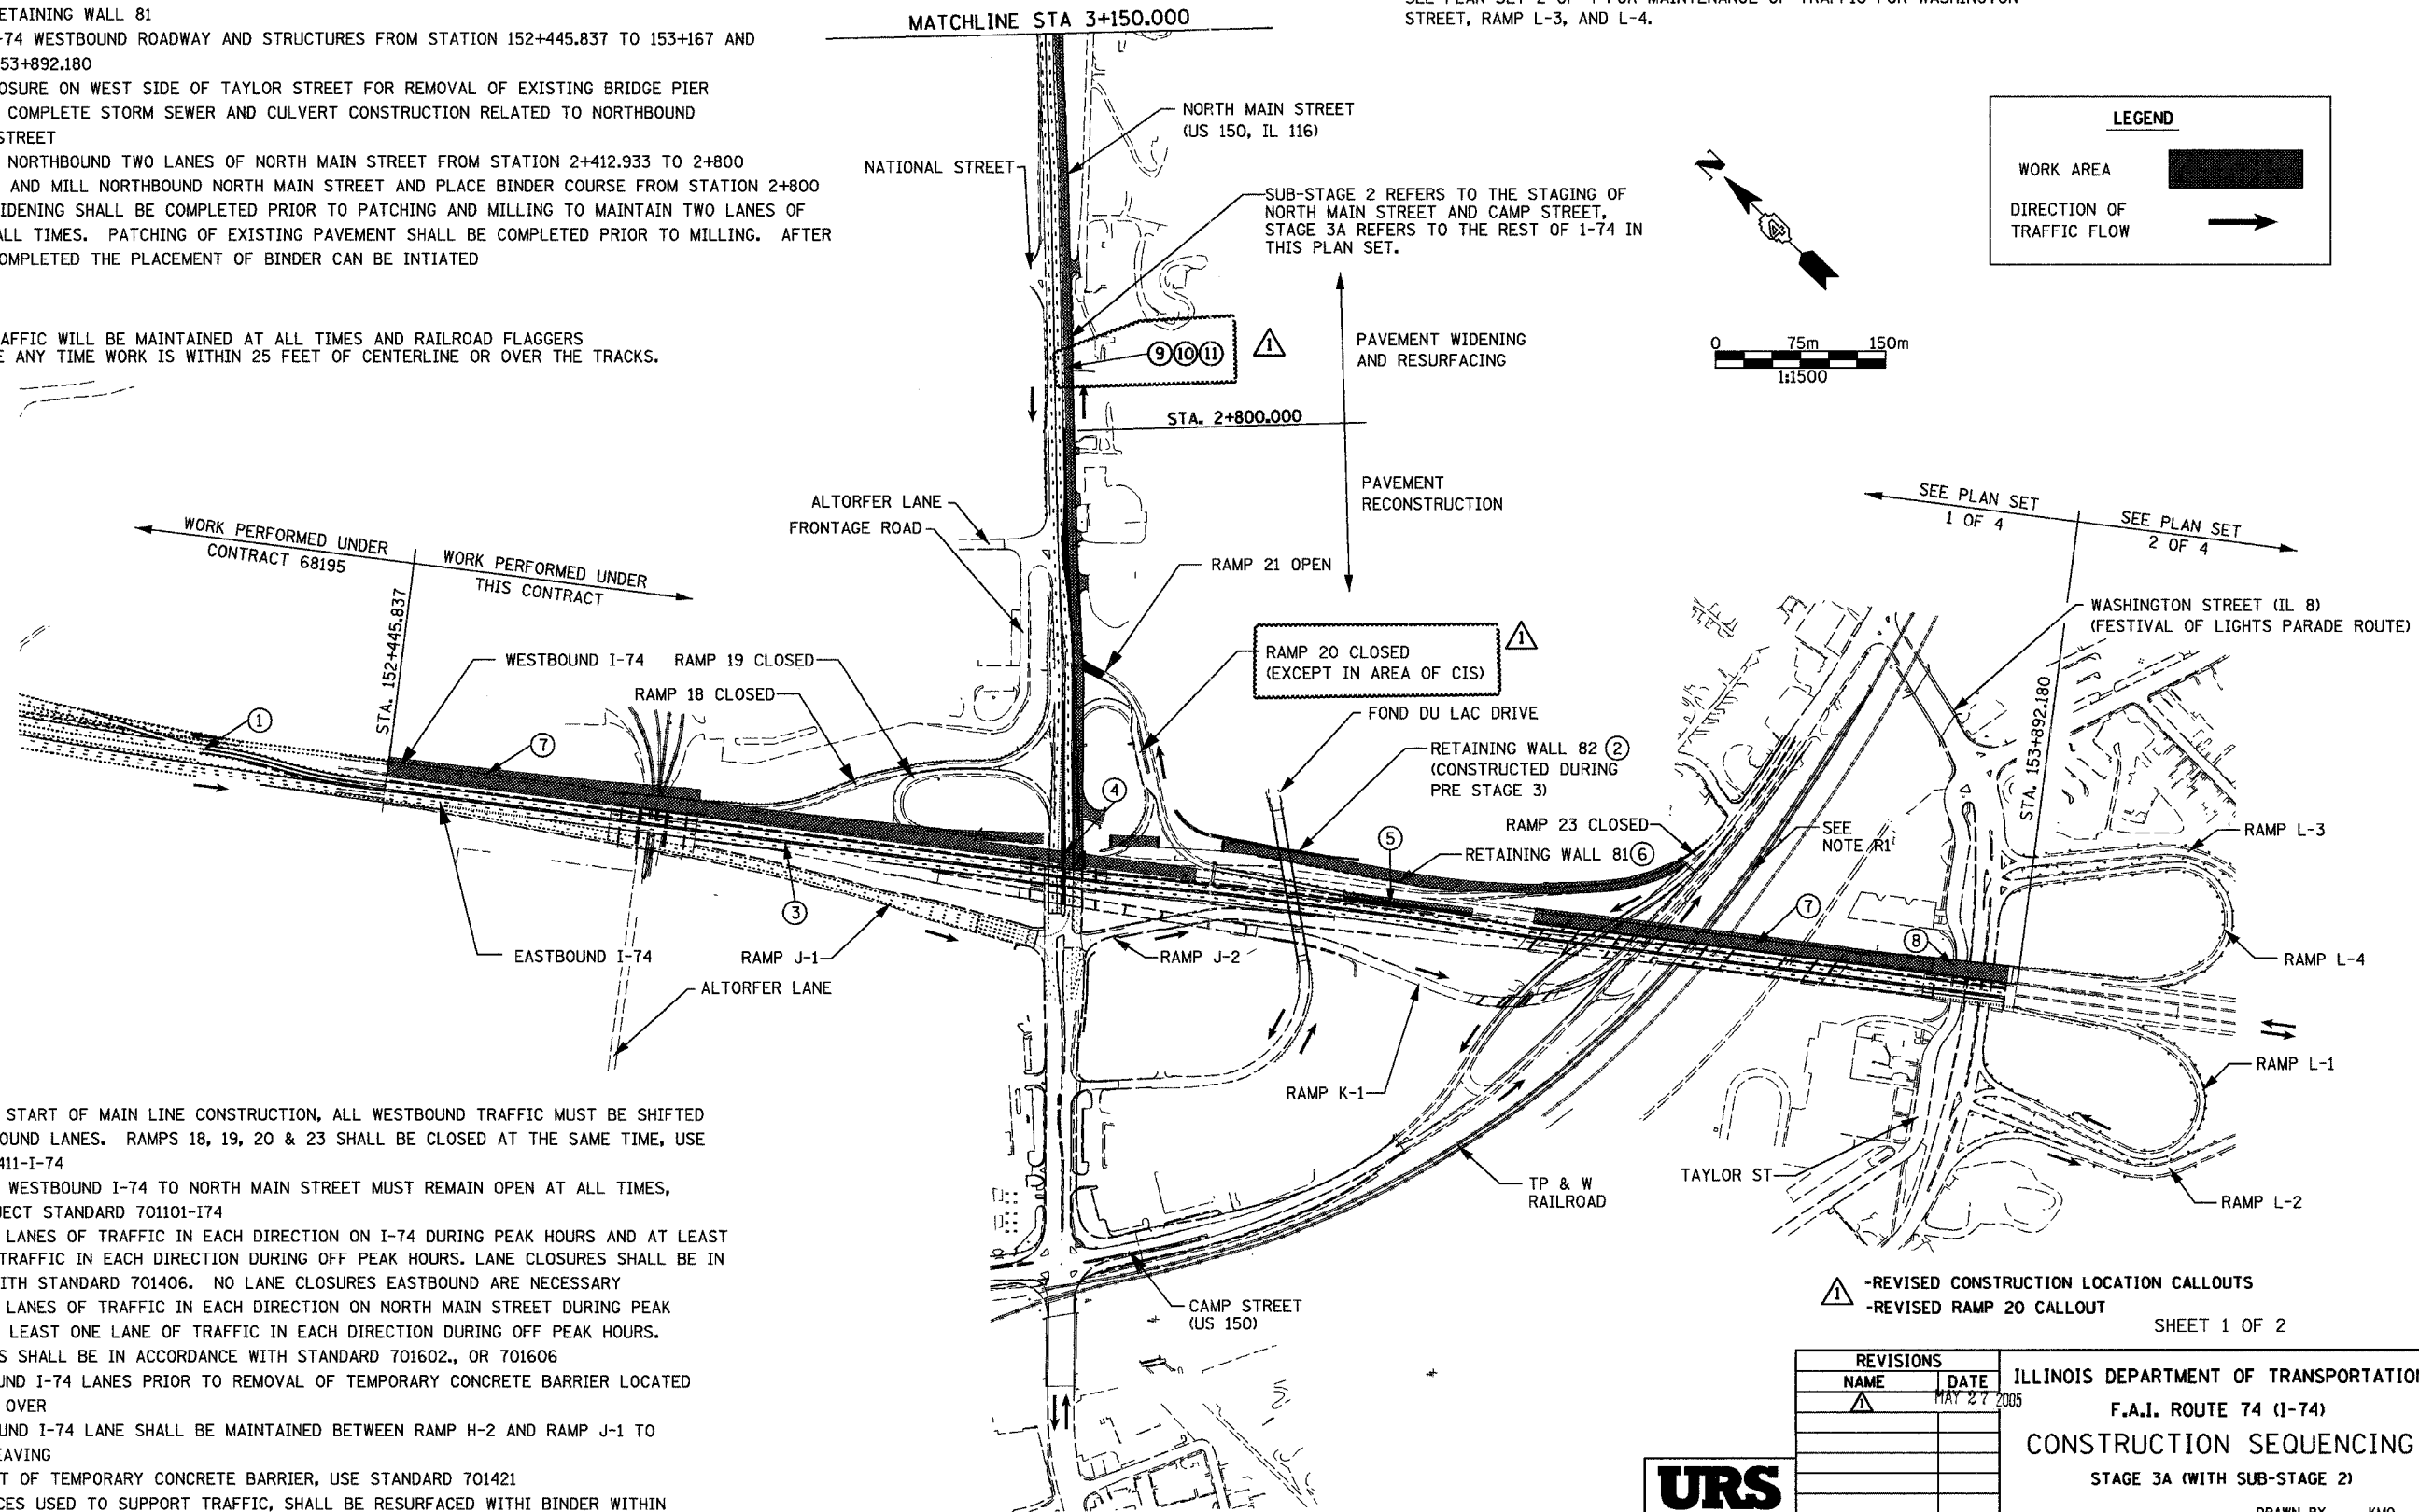 ETAINING WALL 81
-74 WESTBOUND ROADWAY AND STRUCTURES FROM STATION 152+445.837 TO 153+167 AND
53+892.180
OSURE ON WEST SIDE OF TAYLOR STREET FOR REMOVAL OF EXISTING BRIDGE PIER
COMPLETE STORM SEWER AND CULVERT CONSTRUCTION RELATED TO NORTHBOUND
STREET
NORTHBOUND TWO LANES OF NORTH MAIN STREET FROM STATION 2+412.933 TO 2+800
AND MILL NORTHBOUND NORTH MAIN STREET AND PLACE BINDER COURSE FROM STATION 2+800
IDENING SHALL BE COMPLETED PRIOR TO PATCHING AND MILLING TO MAINTAIN TWO LANES OF
ALL TIMES. PATCHING OF EXISTING PAVEMENT SHALL BE COMPLETED PRIOR TO MILLING. AFTER
OMPLETED THE PLACEMENT OF BINDER CAN BE INTIATED
AFFIC WILL BE MAINTAINED AT ALL TIMES AND RAILROAD FLAGGERS
E ANY TIME WORK IS WITHIN 25 FEET OF CENTERLINE OR OVER THE TRACKS.
MATCHLINE STA 3+150.000
STREET, RAMP L-3, AND L-4.
LEGEND
WORK AREA
DIRECTION OF
TRAFFIC FLOW
NORTH MAIN STREET
(US 150, IL 116)
NATIONAL STREET
SUB-STAGE 2 REFERS TO THE STAGING OF
NORTH MAIN STREET AND CAMP STREET,
STAGE 3A REFERS TO THE REST OF 1-74 IN
THIS PLAN SET.
N
9 10 11
1
PAVEMENT WIDENING
AND RESURFACING
0 75m 150m
1:1500
STA. 2+800.000
PAVEMENT
RECONSTRUCTION
ALTORFER LANE
FRONTAGE ROAD
RAMP 21 OPEN
SEE PLAN SET
1 OF 4
SEE PLAN SET
2 OF 4
WORK PERFORMED UNDER
CONTRACT 68195
WORK PERFORMED UNDER
THIS CONTRACT
STA. 152+445.837
WASHINGTON STREET (IL 8)
(FESTIVAL OF LIGHTS PARADE ROUTE)
WESTBOUND I-74
RAMP 19 CLOSED
RAMP 18 CLOSED
RAMP 20 CLOSED
(EXCEPT IN AREA OF CIS)
1
FOND DU LAC DRIVE
STA. 153+892.180
1
7
RETAINING WALL 82 2
(CONSTRUCTED DURING
PRE STAGE 3)
4
RAMP 23 CLOSED
SEE
NOTE R1
RETAINING WALL 81 6
5
RAMP L-3
3
7
8
EASTBOUND I-74
RAMP J-1
RAMP J-2
RAMP L-4
ALTORFER LANE
RAMP K-1
RAMP L-1
START OF MAIN LINE CONSTRUCTION, ALL WESTBOUND TRAFFIC MUST BE SHIFTED
OUND LANES. RAMPS 18, 19, 20 & 23 SHALL BE CLOSED AT THE SAME TIME, USE
411-I-74
WESTBOUND I-74 TO NORTH MAIN STREET MUST REMAIN OPEN AT ALL TIMES,
JECT STANDARD 701101-I74
LANES OF TRAFFIC IN EACH DIRECTION ON I-74 DURING PEAK HOURS AND AT LEAST
TRAFFIC IN EACH DIRECTION DURING OFF PEAK HOURS. LANE CLOSURES SHALL BE IN
ITH STANDARD 701406. NO LANE CLOSURES EASTBOUND ARE NECESSARY
LANES OF TRAFFIC IN EACH DIRECTION ON NORTH MAIN STREET DURING PEAK
LEAST ONE LANE OF TRAFFIC IN EACH DIRECTION DURING OFF PEAK HOURS.
S SHALL BE IN ACCORDANCE WITH STANDARD 701602., OR 701606
UND I-74 LANES PRIOR TO REMOVAL OF TEMPORARY CONCRETE BARRIER LOCATED
OVER
UND I-74 LANE SHALL BE MAINTAINED BETWEEN RAMP H-2 AND RAMP J-1 TO
EAVING
T OF TEMPORARY CONCRETE BARRIER, USE STANDARD 701421
CES USED TO SUPPORT TRAFFIC, SHALL BE RESURFACED WITHI BINDER WITHIN
TP & W
RAILROAD
TAYLOR ST
RAMP L-2
CAMP STREET
(US 150)
1 -REVISED CONSTRUCTION LOCATION CALLOUTS
-REVISED RAMP 20 CALLOUT
SHEET 1 OF 2
REVISIONS
NAME DATE
1 MAY 27 2005
ILLINOIS DEPARTMENT OF TRANSPORTATION
F.A.I. ROUTE 74 (I-74)
CONSTRUCTION SEQUENCING
STAGE 3A (WITH SUB-STAGE 2)
URS